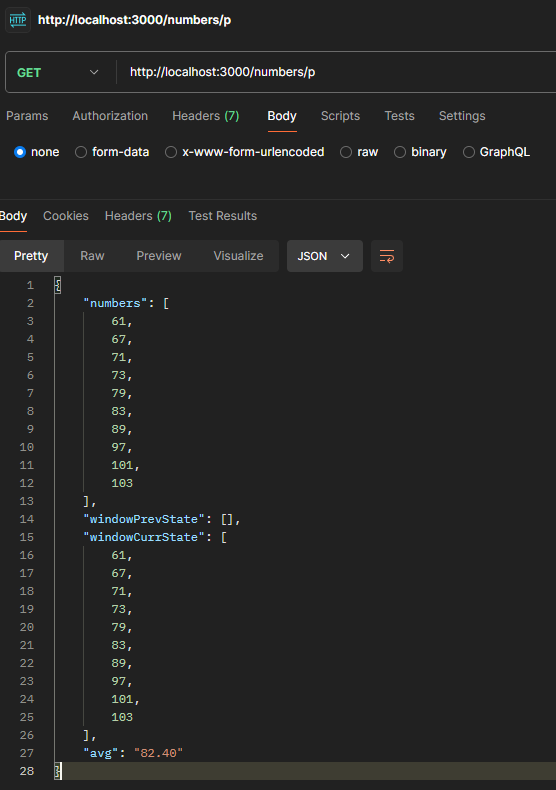 HTTP http://localhost:3000/numbers/p
GET http://localhost:3000/numbers/p
Params Authorization Headers (7) Body Scripts Tests Settings
none form-data x-www-form-urlencoded raw binary GraphQL
Body Cookies Headers (7) Test Results
Pretty Raw Preview Visualize JSON
1 {
2 "numbers": [
3 61,
4 67,
5 71,
6 73,
7 79,
8 83,
9 89,
10 97,
11 101,
12 103
13 ],
14 "windowPrevState": [],
15 "windowCurrState": [
16 61,
17 67,
18 71,
19 73,
20 79,
21 83,
22 89,
23 97,
24 101,
25 103
26 ],
27 "avg": "82.40"
28 }